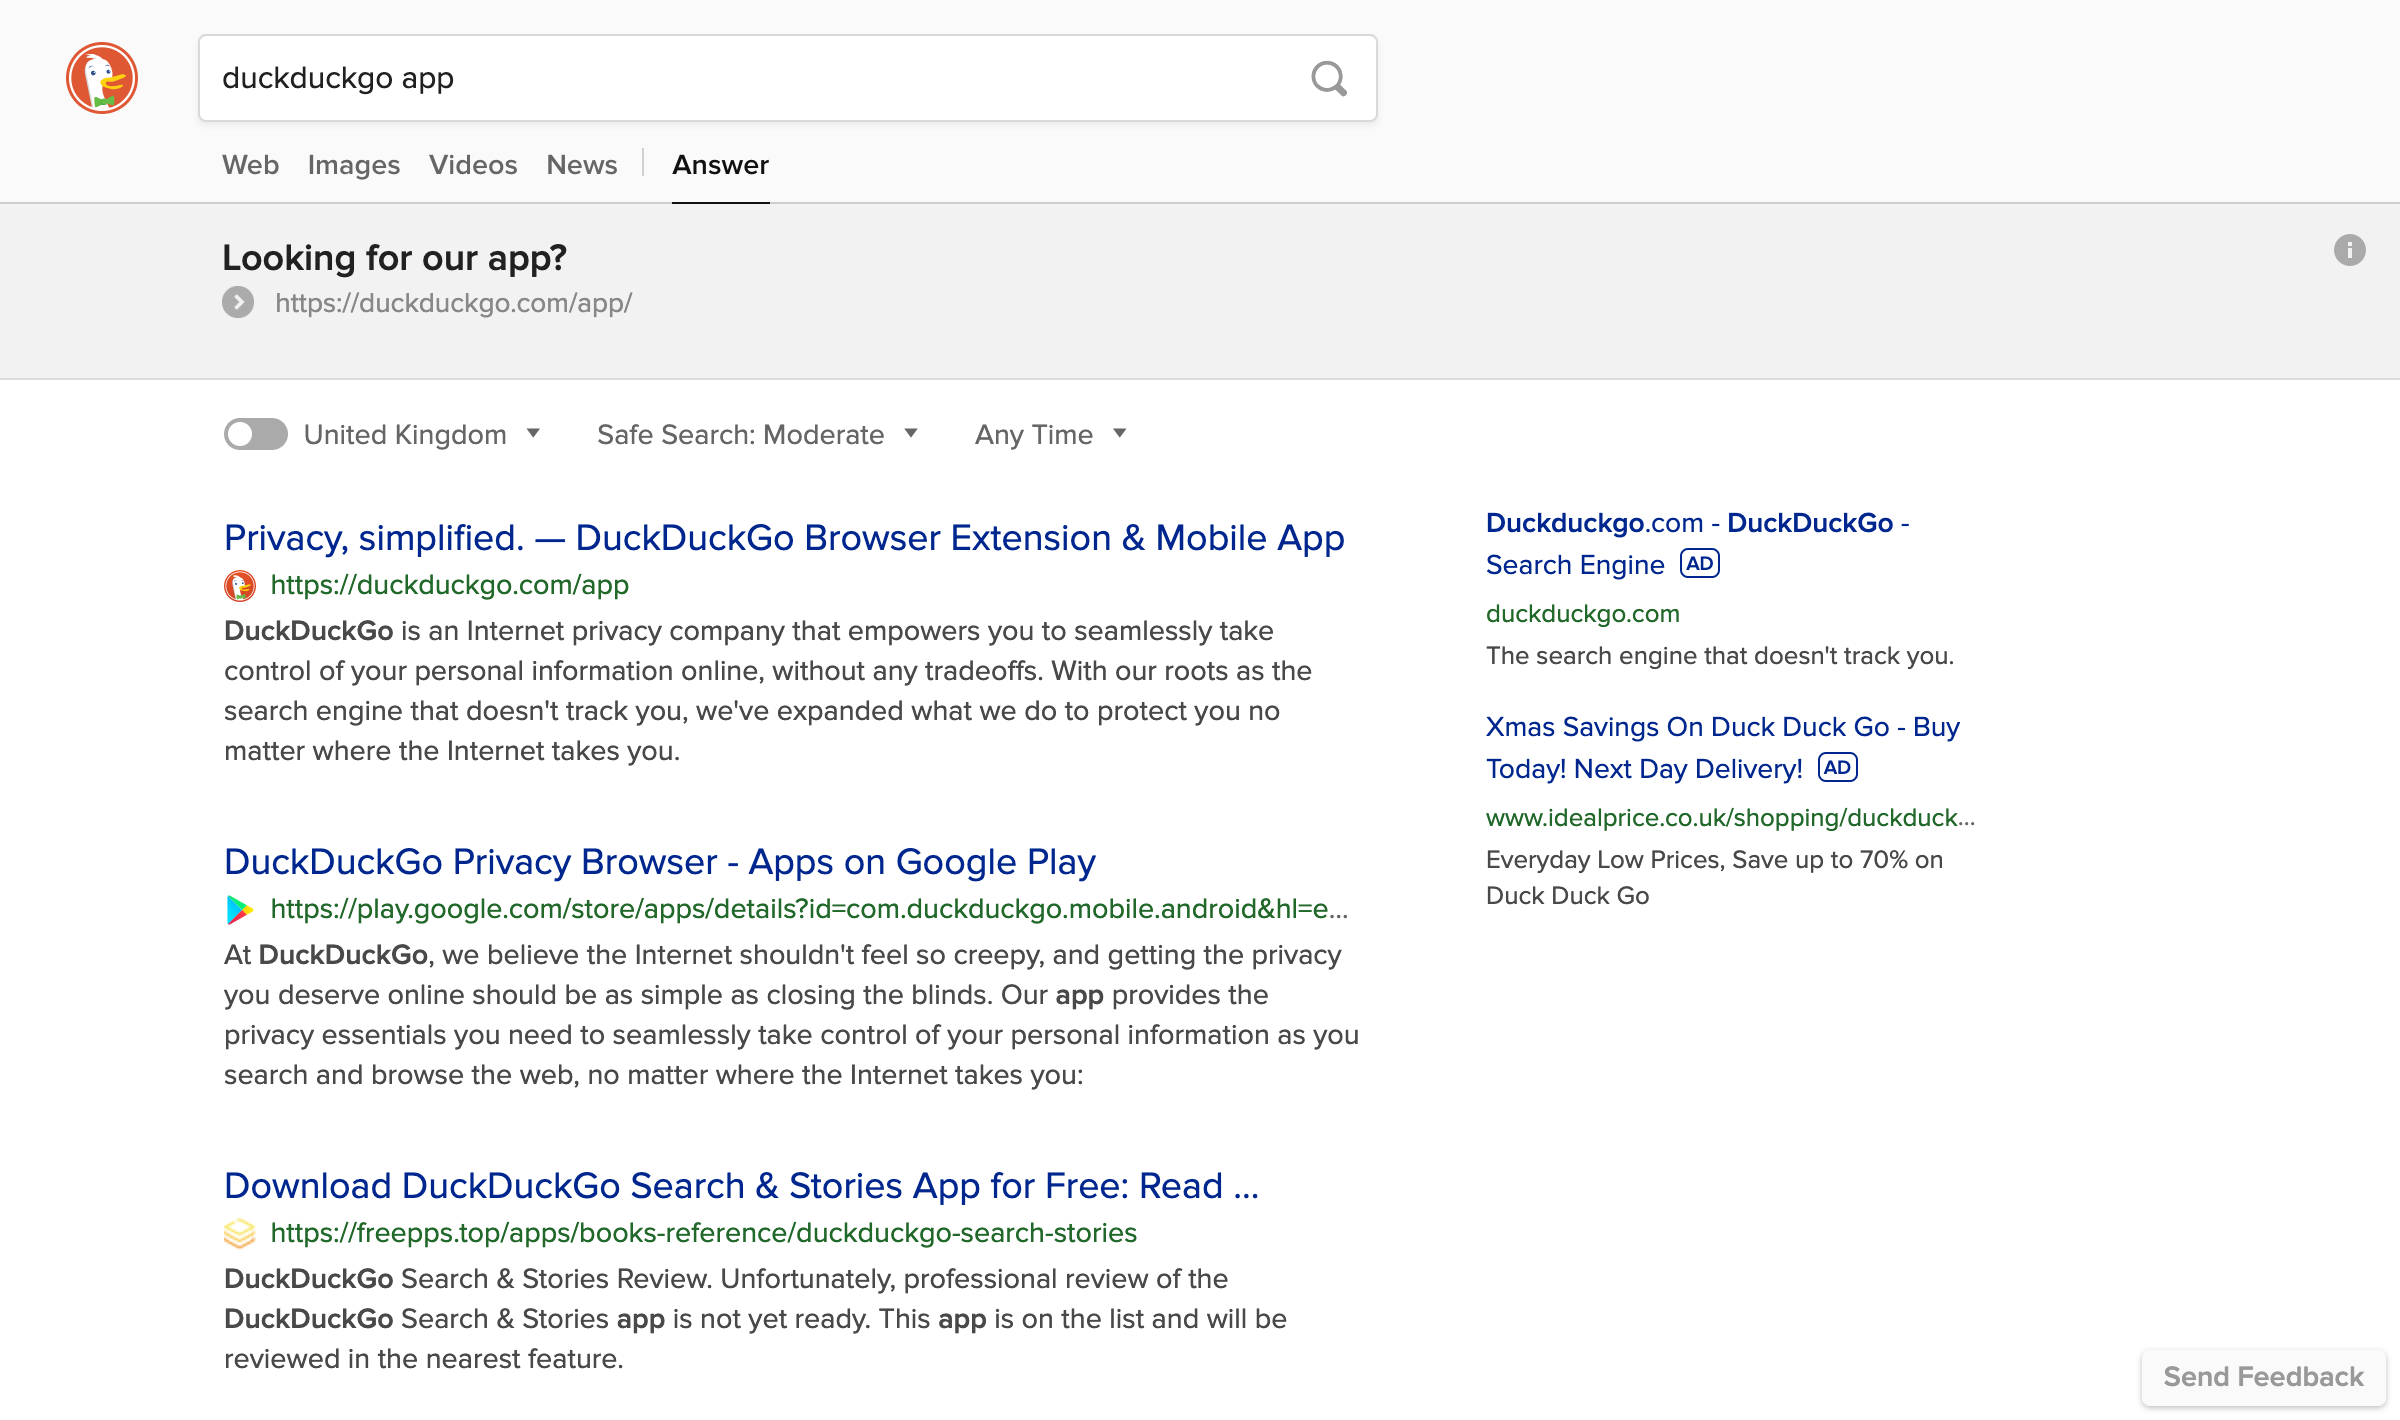 duckduckgo app
Web Images Videos News Answer
Looking for our app?
https://duckduckgo.com/app/
United Kingdom Safe Search: Moderate Any Time
Privacy, simplified. — DuckDuckGo Browser Extension & Mobile App
https://duckduckgo.com/app
DuckDuckGo is an Internet privacy company that empowers you to seamlessly take
control of your personal information online, without any tradeoffs. With our roots as the
search engine that doesn't track you, we've expanded what we do to protect you no
matter where the Internet takes you.
DuckDuckGo Privacy Browser - Apps on Google Play
https://play.google.com/store/apps/details?id=com.duckduckgo.mobile.android&hl=e...
At DuckDuckGo, we believe the Internet shouldn't feel so creepy, and getting the privacy
you deserve online should be as simple as closing the blinds. Our app provides the
privacy essentials you need to seamlessly take control of your personal information as you
search and browse the web, no matter where the Internet takes you:
Download DuckDuckGo Search & Stories App for Free: Read ...
https://freepps.top/apps/books-reference/duckduckgo-search-stories
DuckDuckGo Search & Stories Review. Unfortunately, professional review of the
DuckDuckGo Search & Stories app is not yet ready. This app is on the list and will be
reviewed in the nearest feature.
Duckduckgo.com - DuckDuckGo -
Search Engine AD
duckduckgo.com
The search engine that doesn't track you.
Xmas Savings On Duck Duck Go - Buy
Today! Next Day Delivery! AD
www.idealprice.co.uk/shopping/duckduck...
Everyday Low Prices, Save up to 70% on
Duck Duck Go
Send Feedback